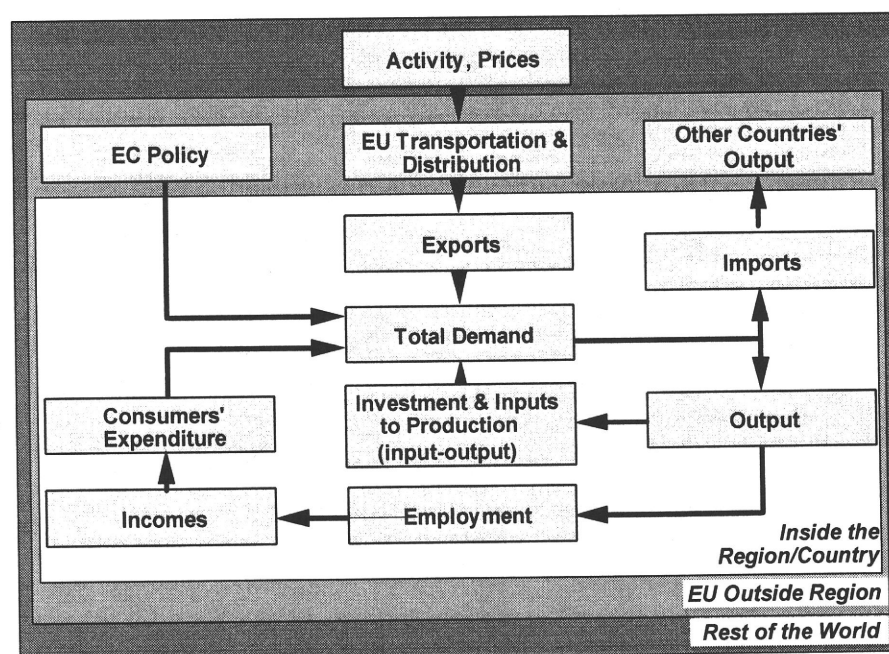 Activity, Prices
EC Policy
EU Transportation &
Distribution
Other Countries'
Output
Exports
Imports
Total Demand
Consumers'
Expenditure
Investment & Inputs
to Production
(input-output)
Output
Incomes
Employment
Inside the
Region/Country
EU Outside Region
Rest of the World